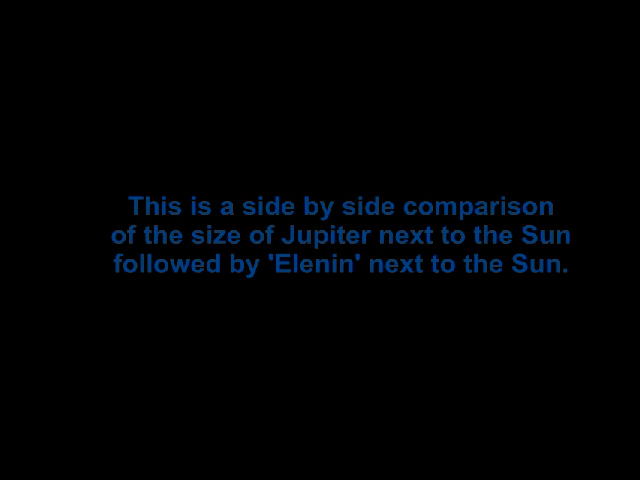 This is a side by side comparison
of the size of Jupiter next to the Sun
followed by 'Elenin' next to the Sun.